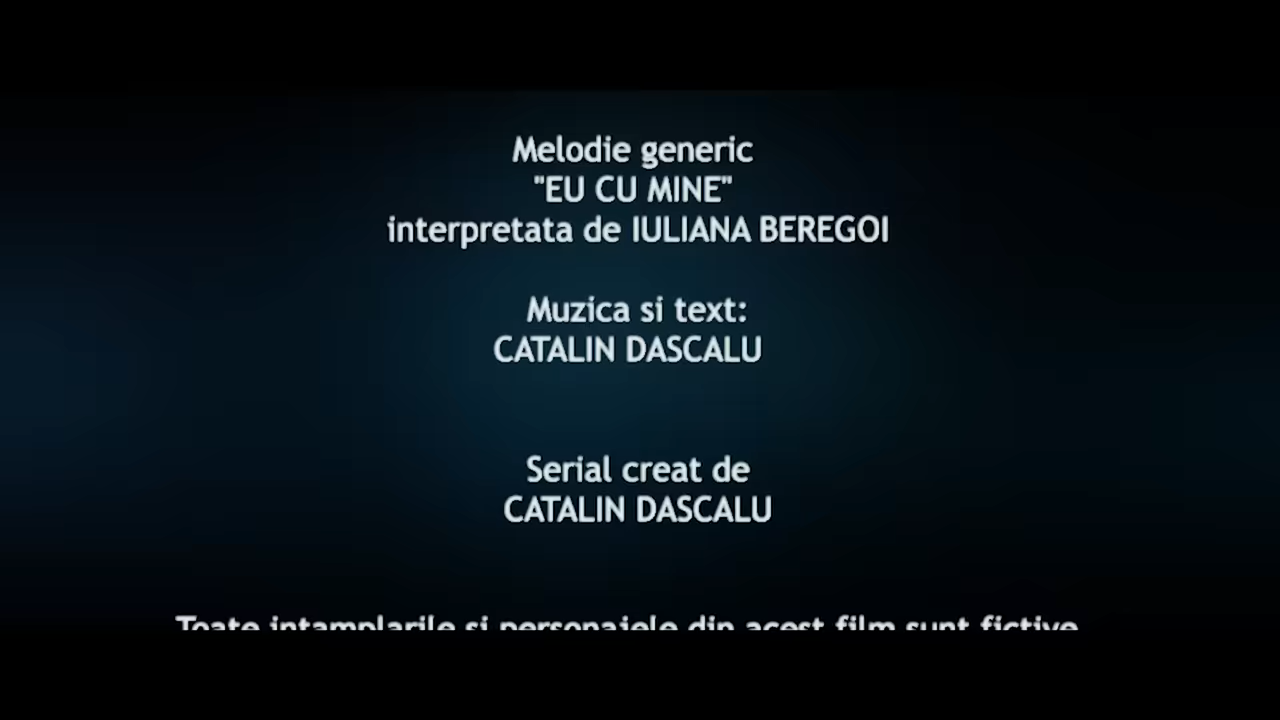 Melodie generic
"EU CU MINE"
interpretata de IULIANA BEREGOI
Muzica si text:
CATALIN DASCALU
Serial creat de
CATALIN DASCALU
Toate intamplarile si personajele din acest film sunt fictive